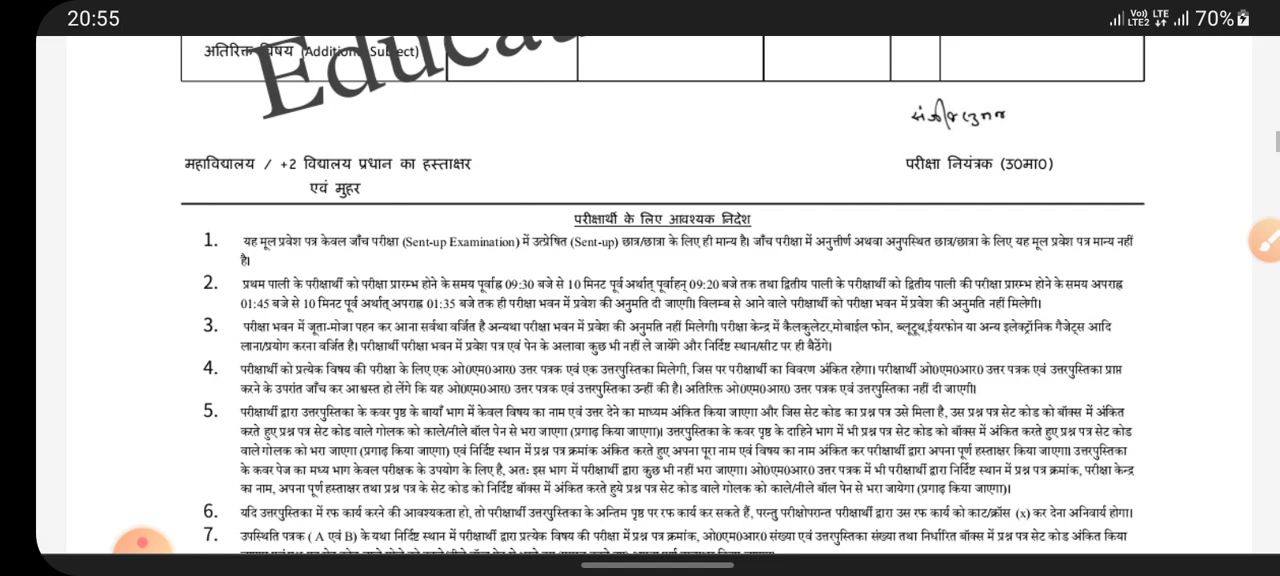 20:55
Vo) LTE
LTE2
70%
अतिरिक्त विषय (Additional Subject)
Educat
महाविद्यालय / +2 विद्यालय प्रधान का हस्ताक्षर
एवं मुहर
परीक्षा नियंत्रक (उ0मा0)
परीक्षार्थी के लिए आवश्यक निदेश
1. यह मूल प्रवेश पत्र केवल जाँच परीक्षा (Sent-up Examination) में उत्प्रेषित (Sent-up) छात्र/छात्रा के लिए ही मान्य है। जाँच परीक्षा में अनुत्तीर्ण अथवा अनुपस्थित छात्र/छात्रा के लिए यह मूल प्रवेश पत्र मान्य नहीं
है।
2. प्रथम पाली के परीक्षार्थी को परीक्षा प्रारम्भ होने के समय पूर्वाह्न 09:30 बजे से 10 मिनट पूर्व अर्थात् पूर्वाहन् 09:20 बजे तक तथा द्वितीय पाली के परीक्षार्थी को द्वितीय पाली की परीक्षा प्रारम्भ होने के समय अपराह्न
01:45 बजे से 10 मिनट पूर्व अर्थात् अपराह्न 01:35 बजे तक ही परीक्षा भवन में प्रवेश की अनुमति दी जाएगी। विलम्ब से आने वाले परीक्षार्थी को परीक्षा भवन में प्रवेश की अनुमति नहीं मिलेगी।
3. परीक्षा भवन में जूता-मोजा पहन कर आना सर्वथा वर्जित है अन्यथा परीक्षा भवन में प्रवेश की अनुमति नहीं मिलेगी। परीक्षा केन्द्र में कैलकुलेटर,मोबाईल फोन, ब्लूटूथ,ईयरफोन या अन्य इलेक्ट्रॉनिक गैजेट्स आदि
लाना/प्रयोग करना वर्जित है। परीक्षार्थी परीक्षा भवन में प्रवेश पत्र एवं पेन के अलावा कुछ भी नहीं ले जायेंगे और निर्दिष्ट स्थान/सीट पर ही बैठेंगे।
4. परीक्षार्थी को प्रत्येक विषय की परीक्षा के लिए एक ओ0एम0आर0 उत्तर पत्रक एवं एक उत्तरपुस्तिका मिलेगी, जिस पर परीक्षार्थी का विवरण अंकित रहेगा। परीक्षार्थी ओ0एम0आर0 उत्तर पत्रक एवं उत्तरपुस्तिका प्राप्त
करने के उपरांत जाँच कर आश्वस्त हो लेंगे कि यह ओ0एम0आर0 उत्तर पत्रक एवं उत्तरपुस्तिका उन्हीं की है। अतिरिक्त ओ0एम0आर0 उत्तर पत्रक एवं उत्तरपुस्तिका नहीं दी जाएगी।
5. परीक्षार्थी द्वारा उत्तरपुस्तिका के कवर पृष्ठ के बायाँ भाग में केवल विषय का नाम एवं उत्तर देने का माध्यम अंकित किया जाएगा और जिस सेट कोड का प्रश्न पत्र उसे मिला है, उस प्रश्न पत्र सेट कोड को बॉक्स में अंकित
करते हुए प्रश्न पत्र सेट कोड वाले गोलक को काले/नीले बॉल पेन से भरा जाएगा (प्रगाढ़ किया जाएगा)। उत्तरपुस्तिका के कवर पृष्ठ के दाहिने भाग में भी प्रश्न पत्र सेट कोड को बॉक्स में अंकित करते हुए प्रश्न पत्र सेट कोड
वाले गोलक को भरा जाएगा (प्रगाढ़ किया जाएगा) एवं निर्दिष्ट स्थान में प्रश्न पत्र क्रमांक अंकित करते हुए अपना पूरा नाम एवं विषय का नाम अंकित कर परीक्षार्थी द्वारा अपना पूर्ण हस्ताक्षर किया जाएगा। उत्तरपुस्तिका
के कवर पेज का मध्य भाग केवल परीक्षक के उपयोग के लिए है, अतः इस भाग में परीक्षार्थी द्वारा कुछ भी नहीं भरा जाएगा। ओ0एम0आर0 उत्तर पत्रक में भी परीक्षार्थी द्वारा निर्दिष्ट स्थान में प्रश्न पत्र क्रमांक, परीक्षा केन्द्र
का नाम, अपना पूर्ण हस्ताक्षर तथा प्रश्न पत्र के सेट कोड को निर्दिष्ट बॉक्स में अंकित करते हुये प्रश्न पत्र सेट कोड वाले गोलक को काले/नीले बॉल पेन से भरा जायेगा (प्रगाढ़ किया जाएगा)।
6. यदि उत्तरपुस्तिका में रफ कार्य करने की आवश्यकता हो, तो परीक्षार्थी उत्तरपुस्तिका के अन्तिम पृष्ठ पर रफ कार्य कर सकते हैं, परन्तु परीक्षोपरान्त परीक्षार्थी द्वारा उस रफ कार्य को काट/क्रॉस (x) कर देना अनिवार्य होगा।
7. उपस्थिति पत्रक ( A एवं B) के यथा निर्दिष्ट स्थान में परीक्षार्थी द्वारा प्रत्येक विषय की परीक्षा में प्रश्न पत्र क्रमांक, ओ0एम0आर0 संख्या एवं उत्तरपुस्तिका संख्या तथा निर्धारित बॉक्स में प्रश्न पत्र सेट कोड अंकित किया